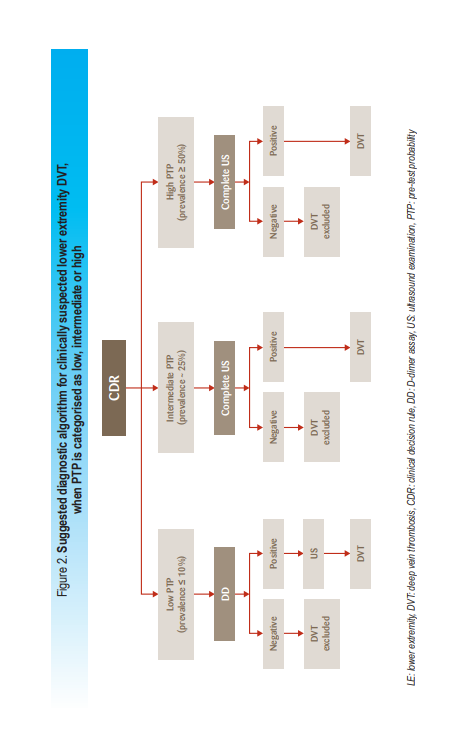 Figure 2. Suggested diagnostic algorithm for clinically suspected lower extremity DVT,
when PTP is categorised as low, intermediate or high
CDR
Low PTP
(prevalence ≤ 10%)
Intermediate PTP
(prevalence ~ 25%)
High PTP
(prevalence ≥ 50%)
DD
Complete US
Complete US
Negative
Positive
Negative
Positive
Negative
Positive
DVT
excluded
US
DVT
excluded
DVT
excluded
DVT
DVT
DVT
LE: lower extremity, DVT: deep vein thrombosis, CDR: clinical decision rule, DD: D-dimer assay, US: ultrasound examination, PTP: pre-test probability